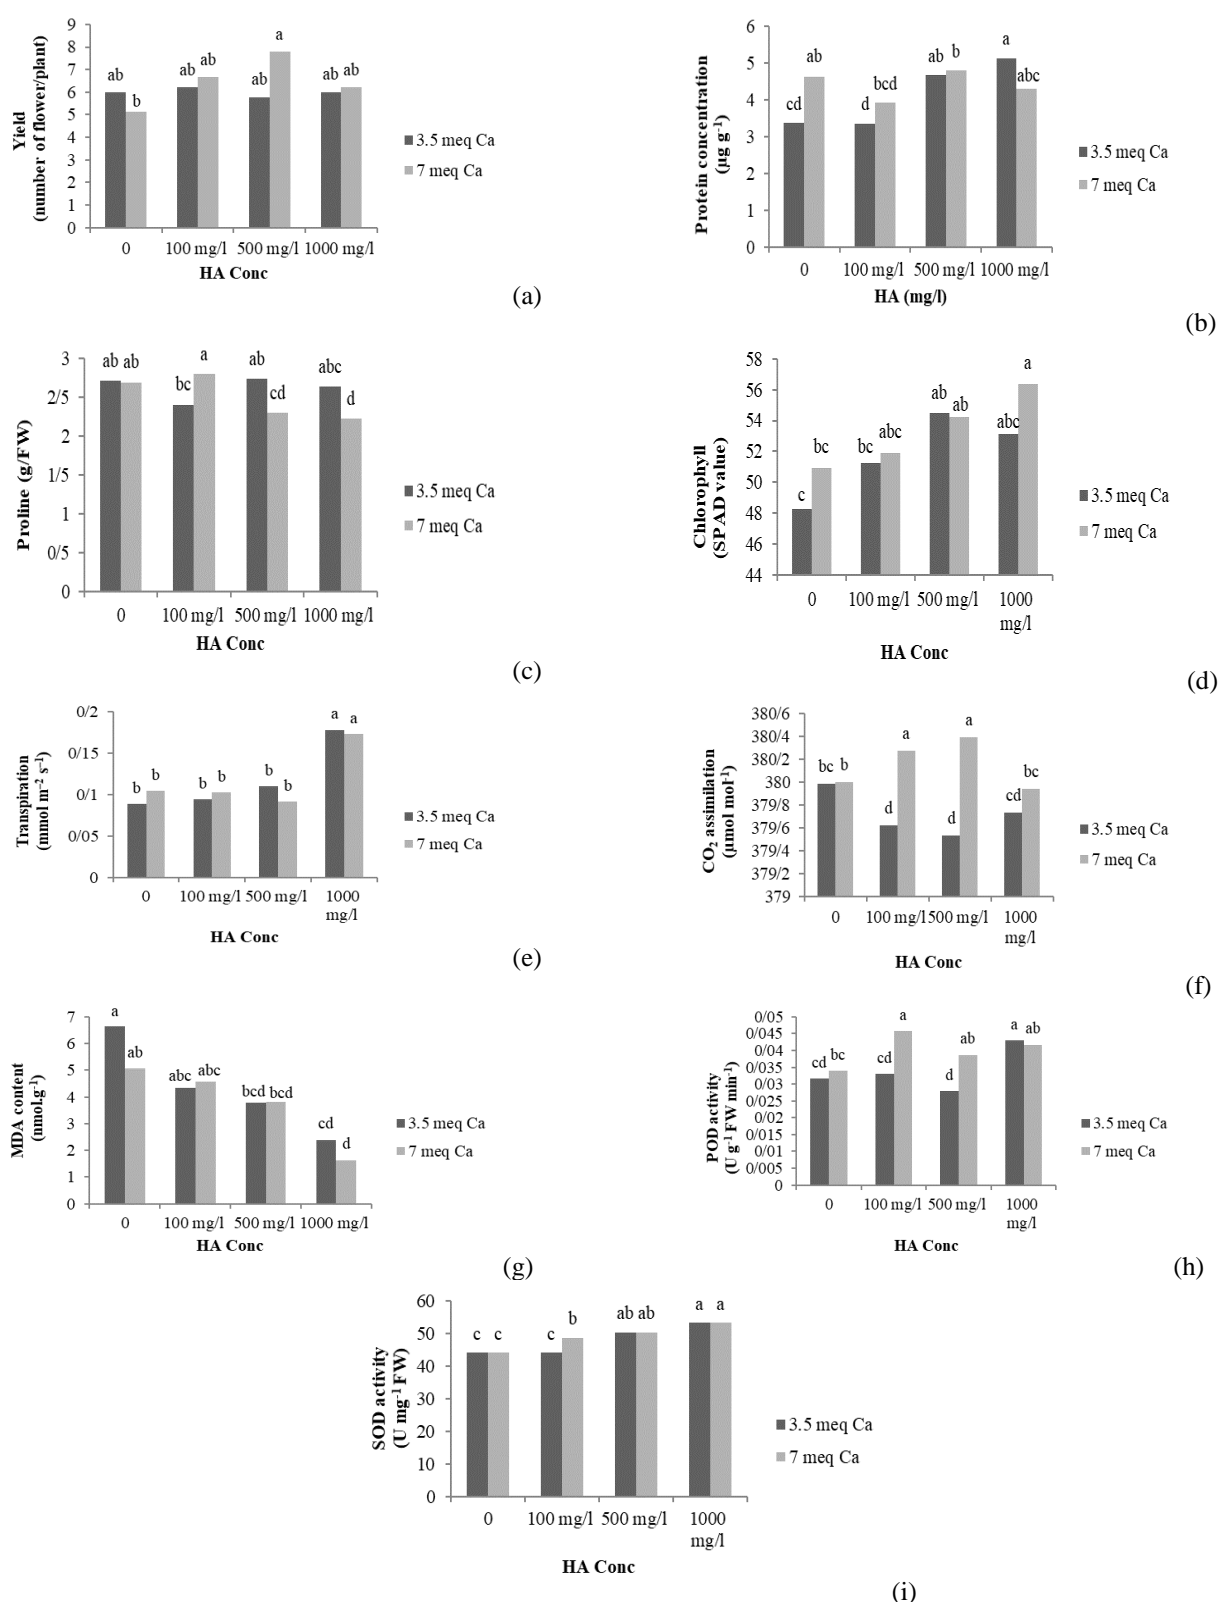 Yield
(number of flower/plant)
9
8
7
6
5
4
3
2
1
0
ab
b
ab
ab
ab
a
ab
ab
0
100 mg/l
500 mg/l
1000 mg/l
HA Conc
3.5 meq Ca
7 meq Ca
(a)
Protein concentration
(µg g-1)
6
5
4
3
2
1
0
cd
ab
d
bcd
ab
b
a
abc
0
100 mg/l
500 mg/l
1000 mg/l
HA (mg/l)
3.5 meq Ca
7 meq Ca
(b)
Proline (g/FW)
3
2/5
2
1/5
1
0/5
0
ab
ab
bc
a
ab
cd
abc
d
0
100 mg/l
500 mg/l
1000 mg/l
HA Conc
3.5 meq Ca
7 meq Ca
(c)
Chlorophyll
(SPAD value)
58
56
54
52
50
48
46
44
c
bc
bc
abc
ab
ab
abc
a
0
100 mg/l
500 mg/l
1000
mg/l
HA Conc
3.5 meq Ca
7 meq Ca
(d)
Transpiration
(mmol m−2 s−1)
0/2
0/15
0/1
0/05
0
b
b
b
b
b
b
a
a
0
100 mg/l
500 mg/l
1000
mg/l
HA Conc
3.5 meq Ca
7 meq Ca
(e)
CO2 assimilation
(µmol mol-1)
380/6
380/4
380/2
380
379/8
379/6
379/4
379/2
379
bc
b
d
a
d
a
cd
bc
0
100 mg/l
500 mg/l
1000
mg/l
HA Conc
3.5 meq Ca
7 meq Ca
(f)
MDA content
(nmol.g-1)
7
6
5
4
3
2
1
0
a
ab
abc
abc
bcd
bcd
cd
d
0
100 mg/l
500 mg/l
1000 mg/l
HA Conc
3.5 meq Ca
7 meq Ca
(g)
POD activity
(U g-1 FW min-1)
0/05
0/045
0/04
0/035
0/03
0/025
0/02
0/015
0/01
0/005
0
cd
bc
cd
a
d
ab
a
ab
0
100 mg/l
500 mg/l
1000
mg/l
HA Conc
3.5 meq Ca
7 meq Ca
(h)
SOD activity
(U mg-1 FW)
60
50
40
30
20
10
0
c
c
c
b
ab
ab
a
a
0
100 mg/l
500 mg/l
1000
mg/l
HA Conc
3.5 meq Ca
7 meq Ca
(i)